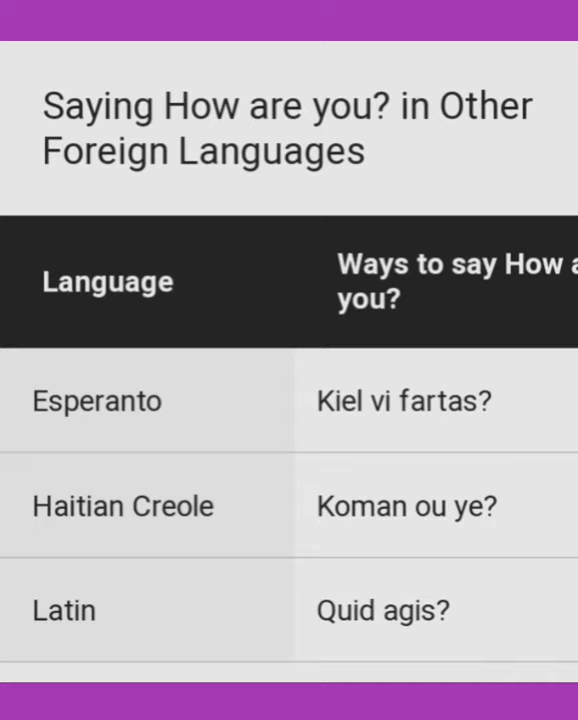 Saying How are you? in Other
Foreign Languages
Language
Ways to say How
you?
Esperanto
Kiel vi fartas?
Haitian Creole
Koman ou ye?
Latin
Quid agis?